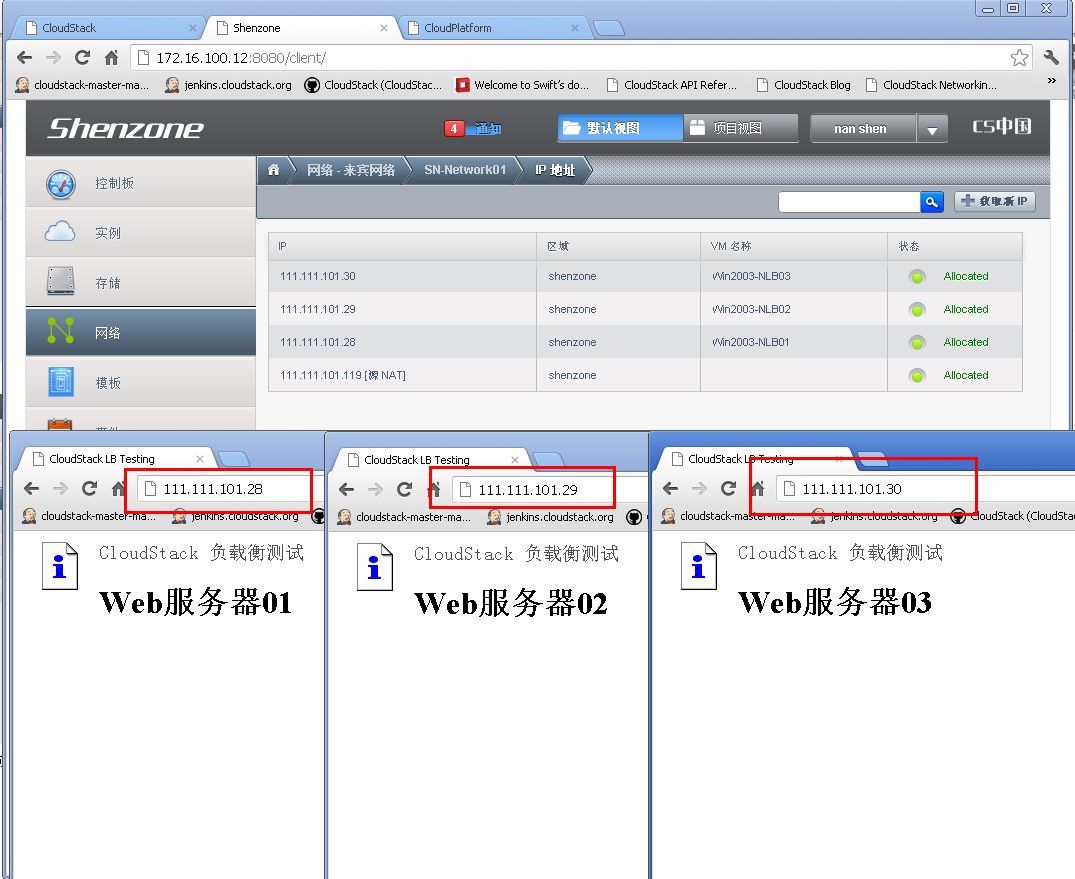 CloudStack
Shenzone
CloudPlatform
172.16.100.12:8080/client/
cloudstack-master-ma... jenkins.cloudstack.org CloudStack (CloudStac... Welcome to Swift's do... CloudStack API Refer... CloudStack Blog CloudStack Networkin... »
Shenzone 4 通知 默认视图 项目视图 nan shen CS中国
网络 - 来宾网络 SN-Network01 IP 地址
获取新 IP
控制板
实例
存储
网络
模板
IP 区域 VM 名称 状态
111.111.101.30 shenzone Win2003-NLB03 Allocated
111.111.101.29 shenzone Win2003-NLB02 Allocated
111.111.101.28 shenzone Win2003-NLB01 Allocated
111.111.101.119 [源 NAT] shenzone Allocated
CloudStack LB Testing
111.111.101.28
cloudstack-master-ma... jenkins.cloudstack.org
CloudStack 负载衡测试
Web服务器01
CloudStack LB Testing
111.111.101.29
cloudstack-master-ma... jenkins.cloudstack.org
CloudStack 负载衡测试
Web服务器02
CloudStack LB Testing
111.111.101.30
cloudstack-master-ma... jenkins.cloudstack.org CloudStack (CloudStac
CloudStack 负载衡测试
Web服务器03